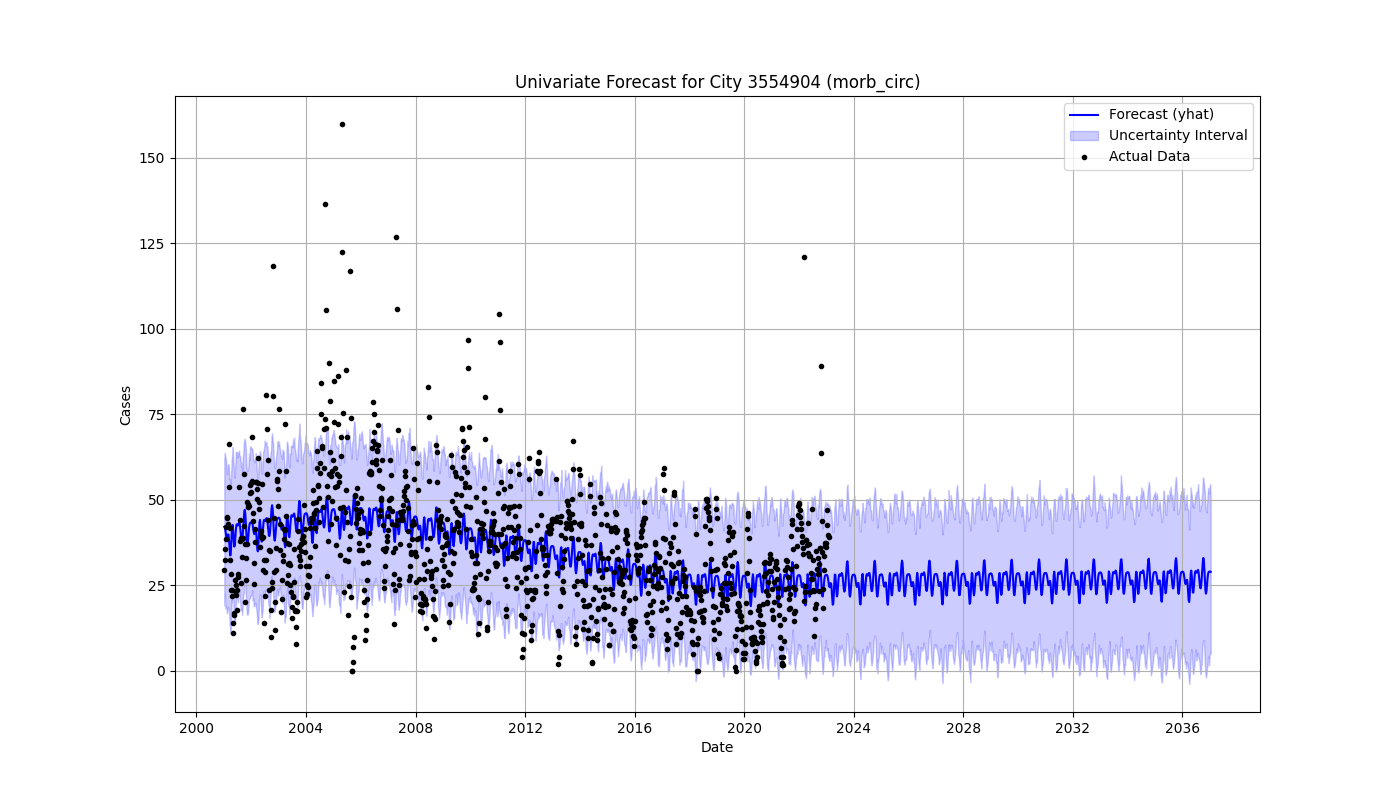 Univariate Forecast for City 3554904 (morb_circ)
Forecast (yhat)
Uncertainty Interval
Actual Data
Cases
150
125
100
75
50
25
0
2000 2004 2008 2012 2016 2020 2024 2028 2032 2036
Date